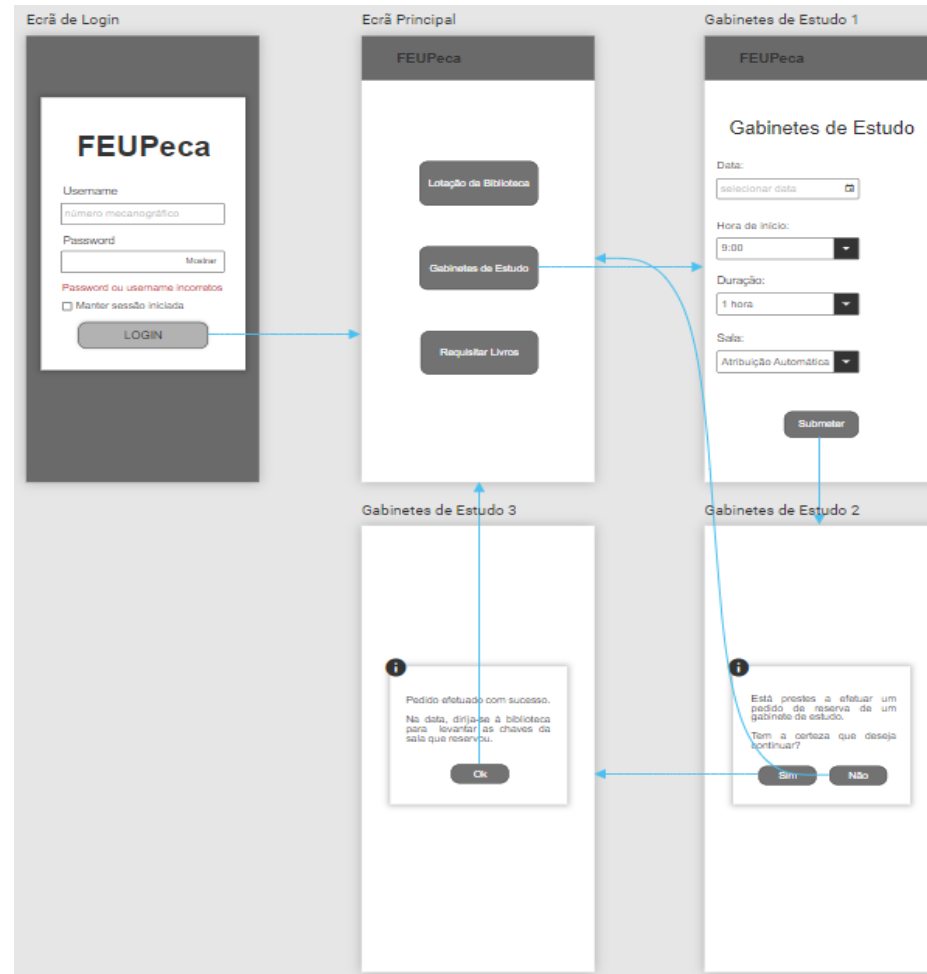 Ecrã de Login
FEUPeca
Username
número mecanográfico
Password
Mostrar
Password ou username incorretos
Manter sessão iniciada
LOGIN
Ecrã Principal
FEUPeca
Lotação da Biblioteca
Gabinetes de Estudo
Requisitar Livros
Gabinetes de Estudo 1
FEUPeca
Gabinetes de Estudo
Data:
selecionar data
Hora de início:
9:00
Duração:
1 hora
Sala:
Atribuição Automática
Submeter
Gabinetes de Estudo 3
Pedido efetuado com sucesso.
Na data, dirija-se à biblioteca
para levantar as chaves da
sala que reservou.
Ok
Gabinetes de Estudo 2
Está prestes a efetuar um
pedido de reserva de um
gabinete de estudo.
Tem a certeza que deseja
continuar?
Sim
Não